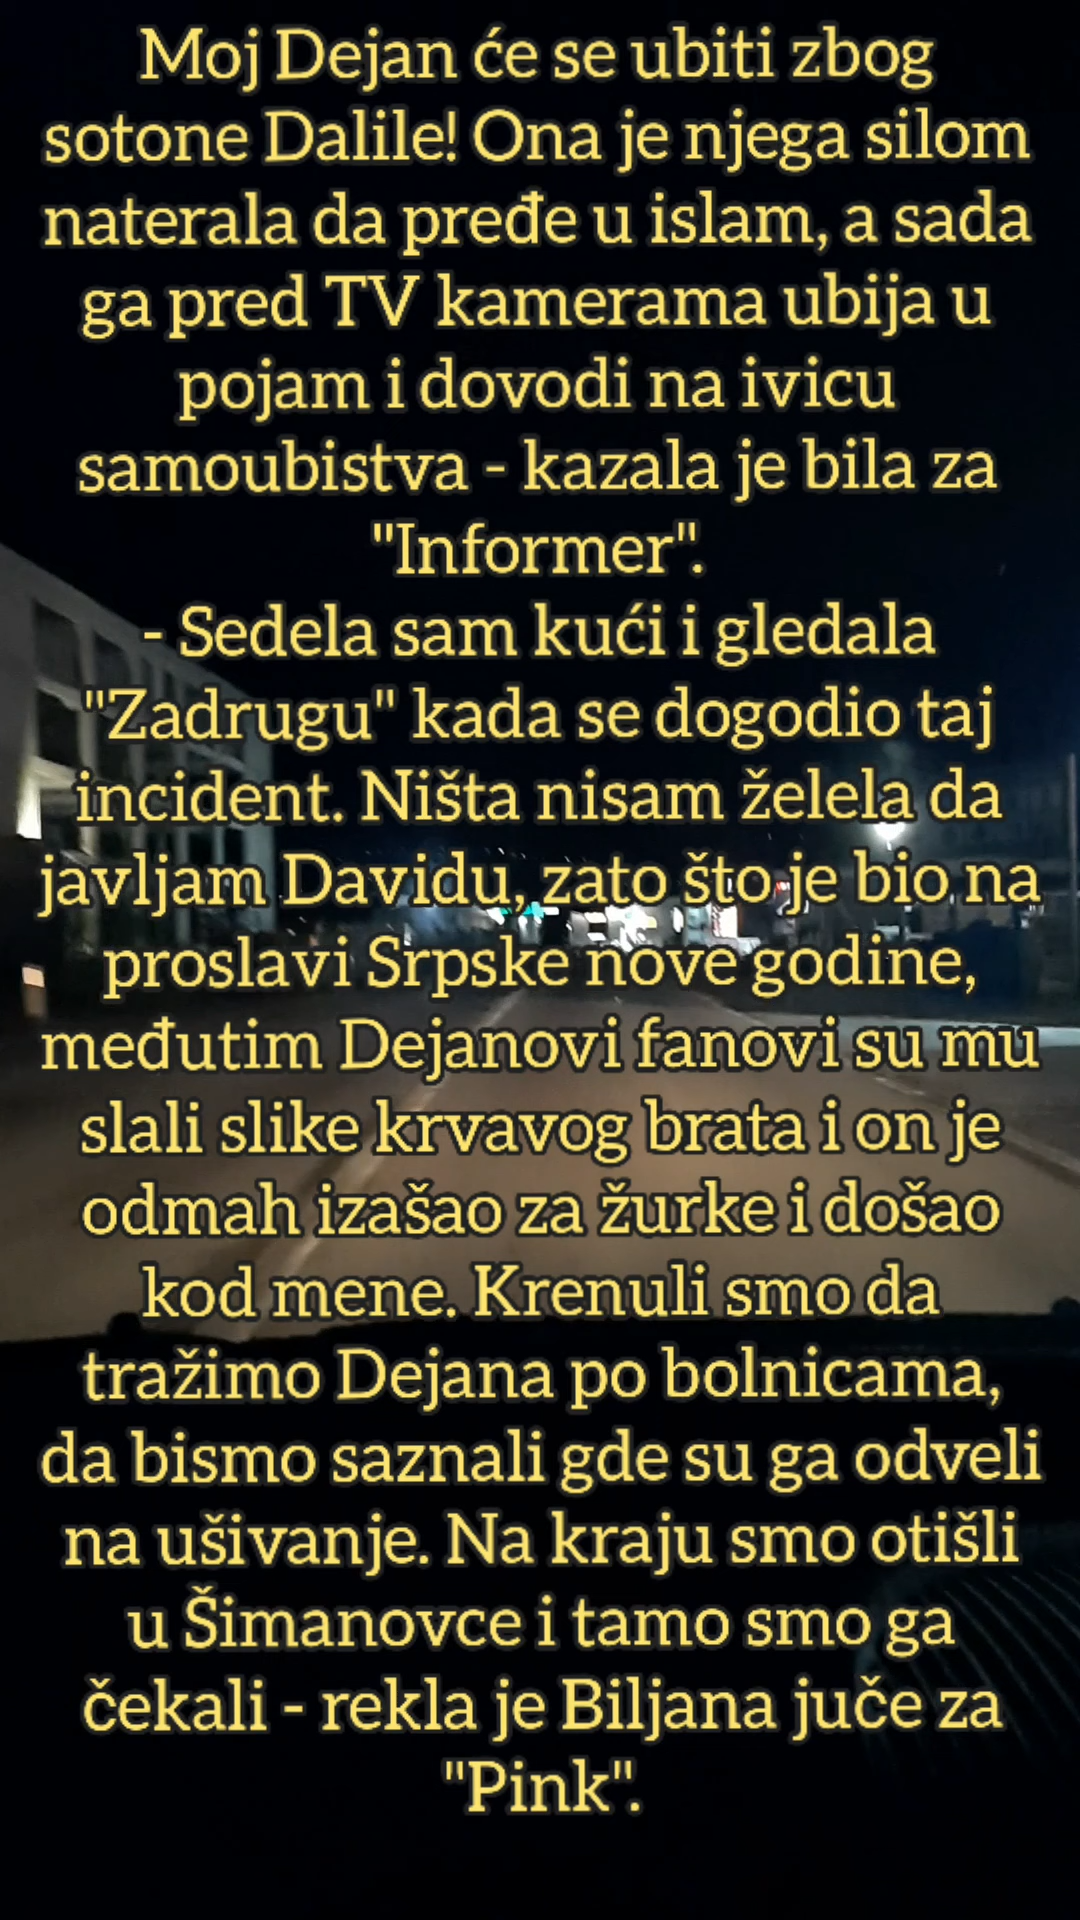 Moj Dejan će se ubiti zbog
sotone Dalile! Ona je njega silom
naterala da pređe u islam, a sada
ga pred TV kamerama ubija u
pojam i dovodi na ivicu
samoubistva - kazala je bila za
"Informer".
- Sedela sam kući i gledala
"Zadrugu" kada se dogodio taj
incident. Ništa nisam želela da
javljam Davidu, zato što je bio na
proslavi Srpske nove godine,
međutim Dejanovi fanovi su mu
slali slike krvavog brata i on je
odmah izašao za žurke i došao
kod mene. Krenuli smo da
tražimo Dejana po bolnicama,
da bismo saznali gde su ga odveli
na ušivanje. Na kraju smo otišli
u Šimanovce i tamo smo ga
čekali - rekla je Biljana juče za
"Pink".